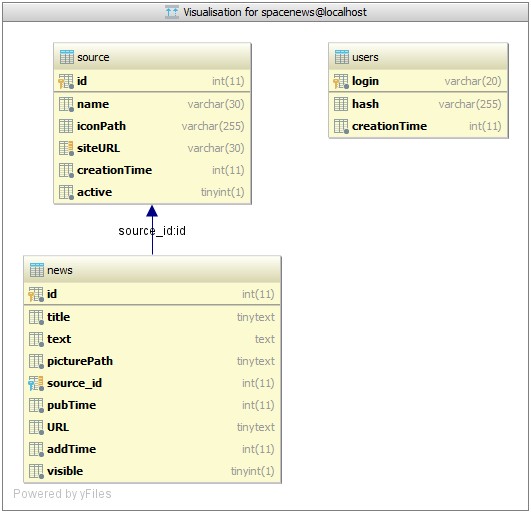 Visualisation for spacenews@localhost
source
id int(11)
name varchar(30)
iconPath varchar(255)
siteURL varchar(30)
creationTime int(11)
active tinyint(1)
users
login varchar(20)
hash varchar(255)
creationTime int(11)
source_id:id
news
id int(11)
title tinytext
text text
picturePath tinytext
source_id int(11)
pubTime int(11)
URL tinytext
addTime int(11)
visible tinyint(1)
Powered by yFiles